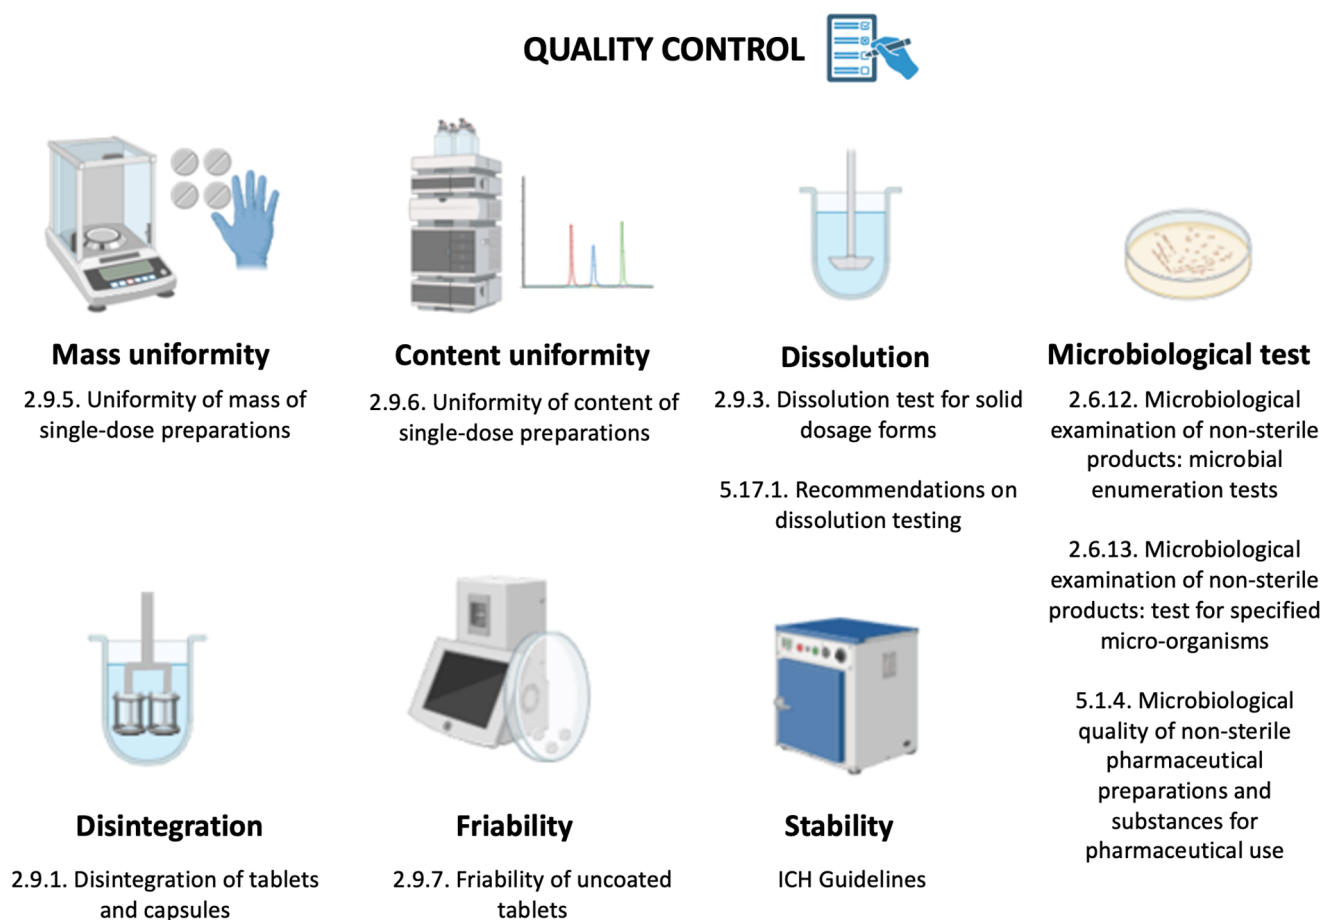 QUALITY CONTROL
Mass uniformity
2.9.5. Uniformity of mass of
single-dose preparations
Content uniformity
2.9.6. Uniformity of content of
single-dose preparations
Dissolution
2.9.3. Dissolution test for solid
dosage forms
5.17.1. Recommendations on
dissolution testing
Microbiological test
2.6.12. Microbiological
examination of non-sterile
products: microbial
enumeration tests
2.6.13. Microbiological
examination of non-sterile
products: test for specified
micro-organisms
5.1.4. Microbiological
quality of non-sterile
pharmaceutical
preparations and
substances for
pharmaceutical use
Disintegration
2.9.1. Disintegration of tablets
and capsules
Friability
2.9.7. Friability of uncoated
tablets
Stability
ICH Guidelines